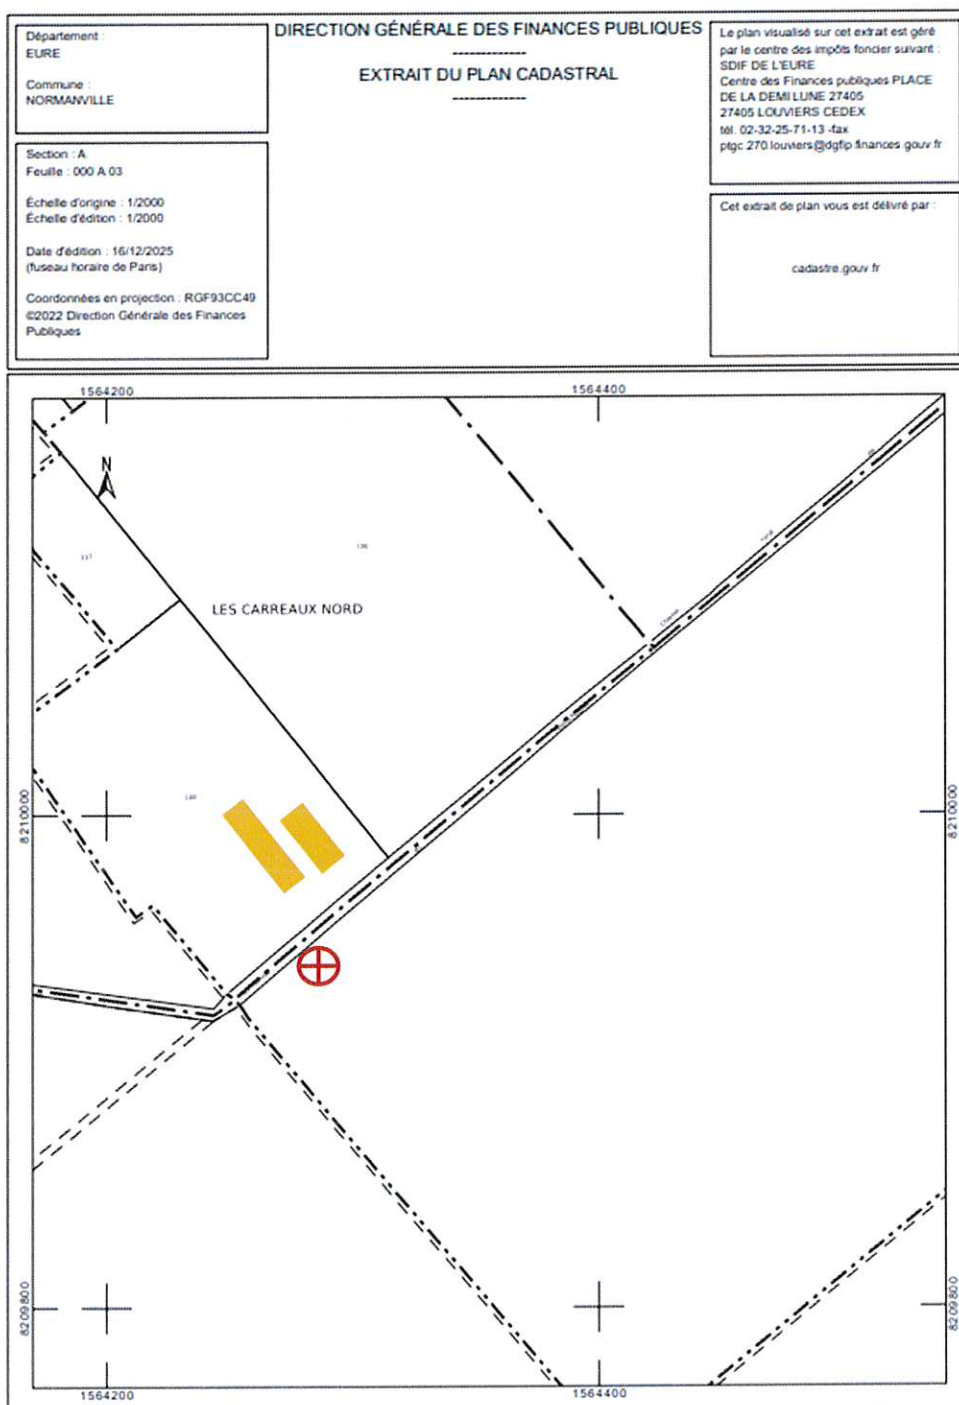 Département :
EURE
Commune :
NORMANVILLE
Section : A
Feuille : 000 A 03
Échelle d'origine : 1/2000
Échelle d'édition : 1/2000
Date d'édition : 16/12/2025
(fuseau horaire de Paris)
Coordonnées en projection : RGF93CC49
©2022 Direction Générale des Finances
Publiques
DIRECTION GÉNÉRALE DES FINANCES PUBLIQUES
EXTRAIT DU PLAN CADASTRAL
Le plan visualisé sur cet extrait est géré
par le centre des impôts foncier suivant :
SDIF DE L'EURE
Centre des Finances publiques PLACE
DE LA DEMI LUNE 27405
27405 LOUVIERS CEDEX
tél. 02-32-25-71-13 -fax
ptgc.270.louviers@dgfip.finances.gouv.fr
Cet extrait de plan vous est délivré par :
cadastre.gouv.fr
1564200
1564400
N
LES CARREAUX NORD
Chemin
rural
8210000
8210000
8209800
8209800
1564200
1564400